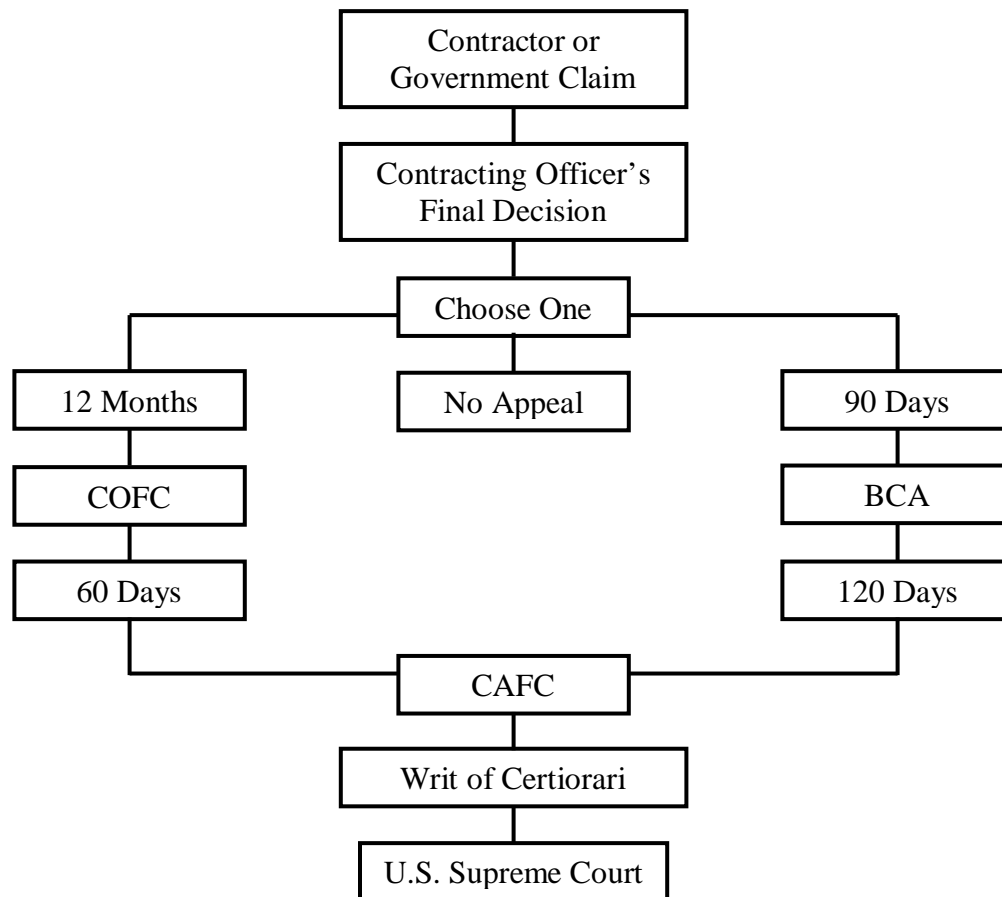 Contractor or
Government Claim
Contracting Officer’s
Final Decision
Choose One
12 Months
No Appeal
90 Days
COFC
BCA
60 Days
120 Days
CAFC
Writ of Certiorari
U.S. Supreme Court